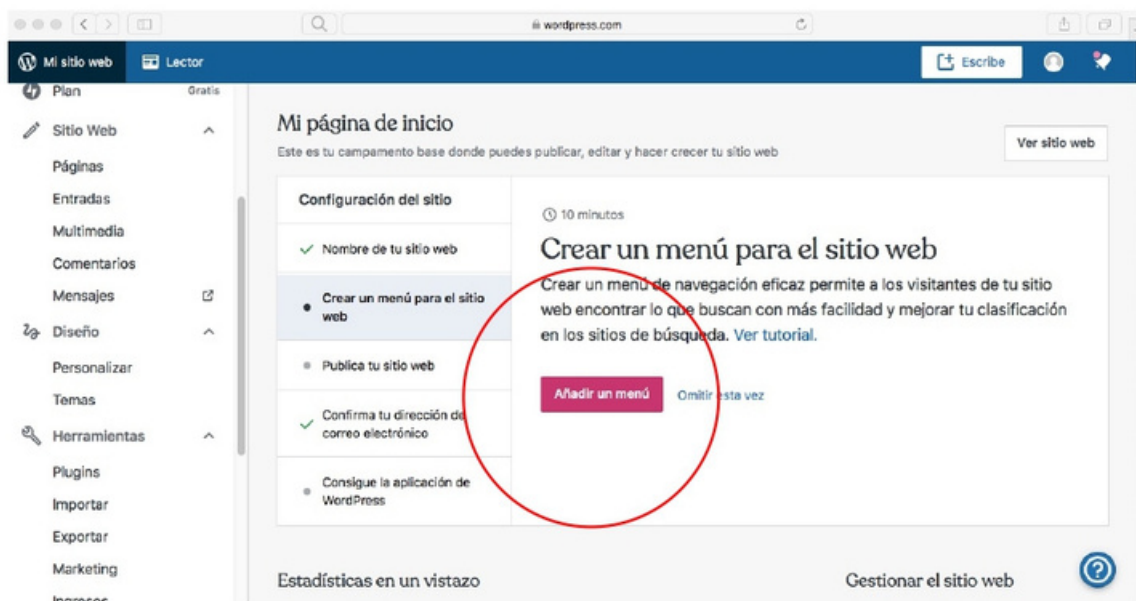 wordpress.com
Mi sitio web
Lector
Escribe
Plan
Gratis
Sitio Web
Páginas
Entradas
Multimedia
Comentarios
Mensajes
Diseño
Personalizar
Temas
Herramientas
Plugins
Importar
Exportar
Marketing
Ingresos
Mi página de inicio
Este es tu campamento base donde puedes publicar, editar y hacer crecer tu sitio web
Ver sitio web
Configuración del sitio
Nombre de tu sitio web
Crear un menú para el sitio
web
Publica tu sitio web
Confirma tu dirección de
correo electrónico
Consigue la aplicación de
WordPress
10 minutos
Crear un menú para el sitio web
Crear un menú de navegación eficaz permite a los visitantes de tu sitio
web encontrar lo que buscan con más facilidad y mejorar tu clasificación
en los sitios de búsqueda. Ver tutorial.
Añadir un menú
Omitir esta vez
Estadísticas en un vistazo
Gestionar el sitio web